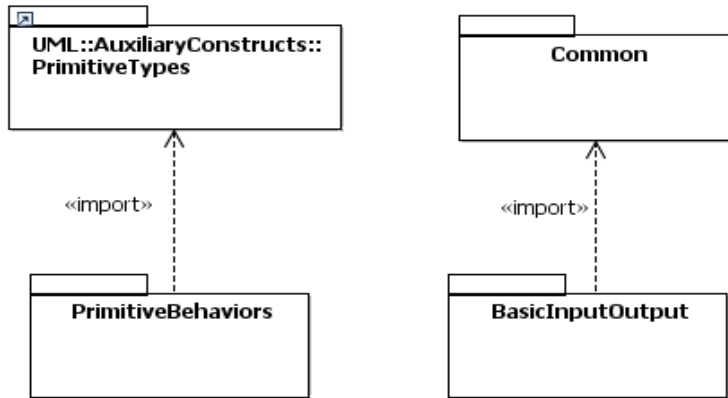 UML::AuxiliaryConstructs::
PrimitiveTypes
Common
«import»
«import»
PrimitiveBehaviors
BasicInputOutput